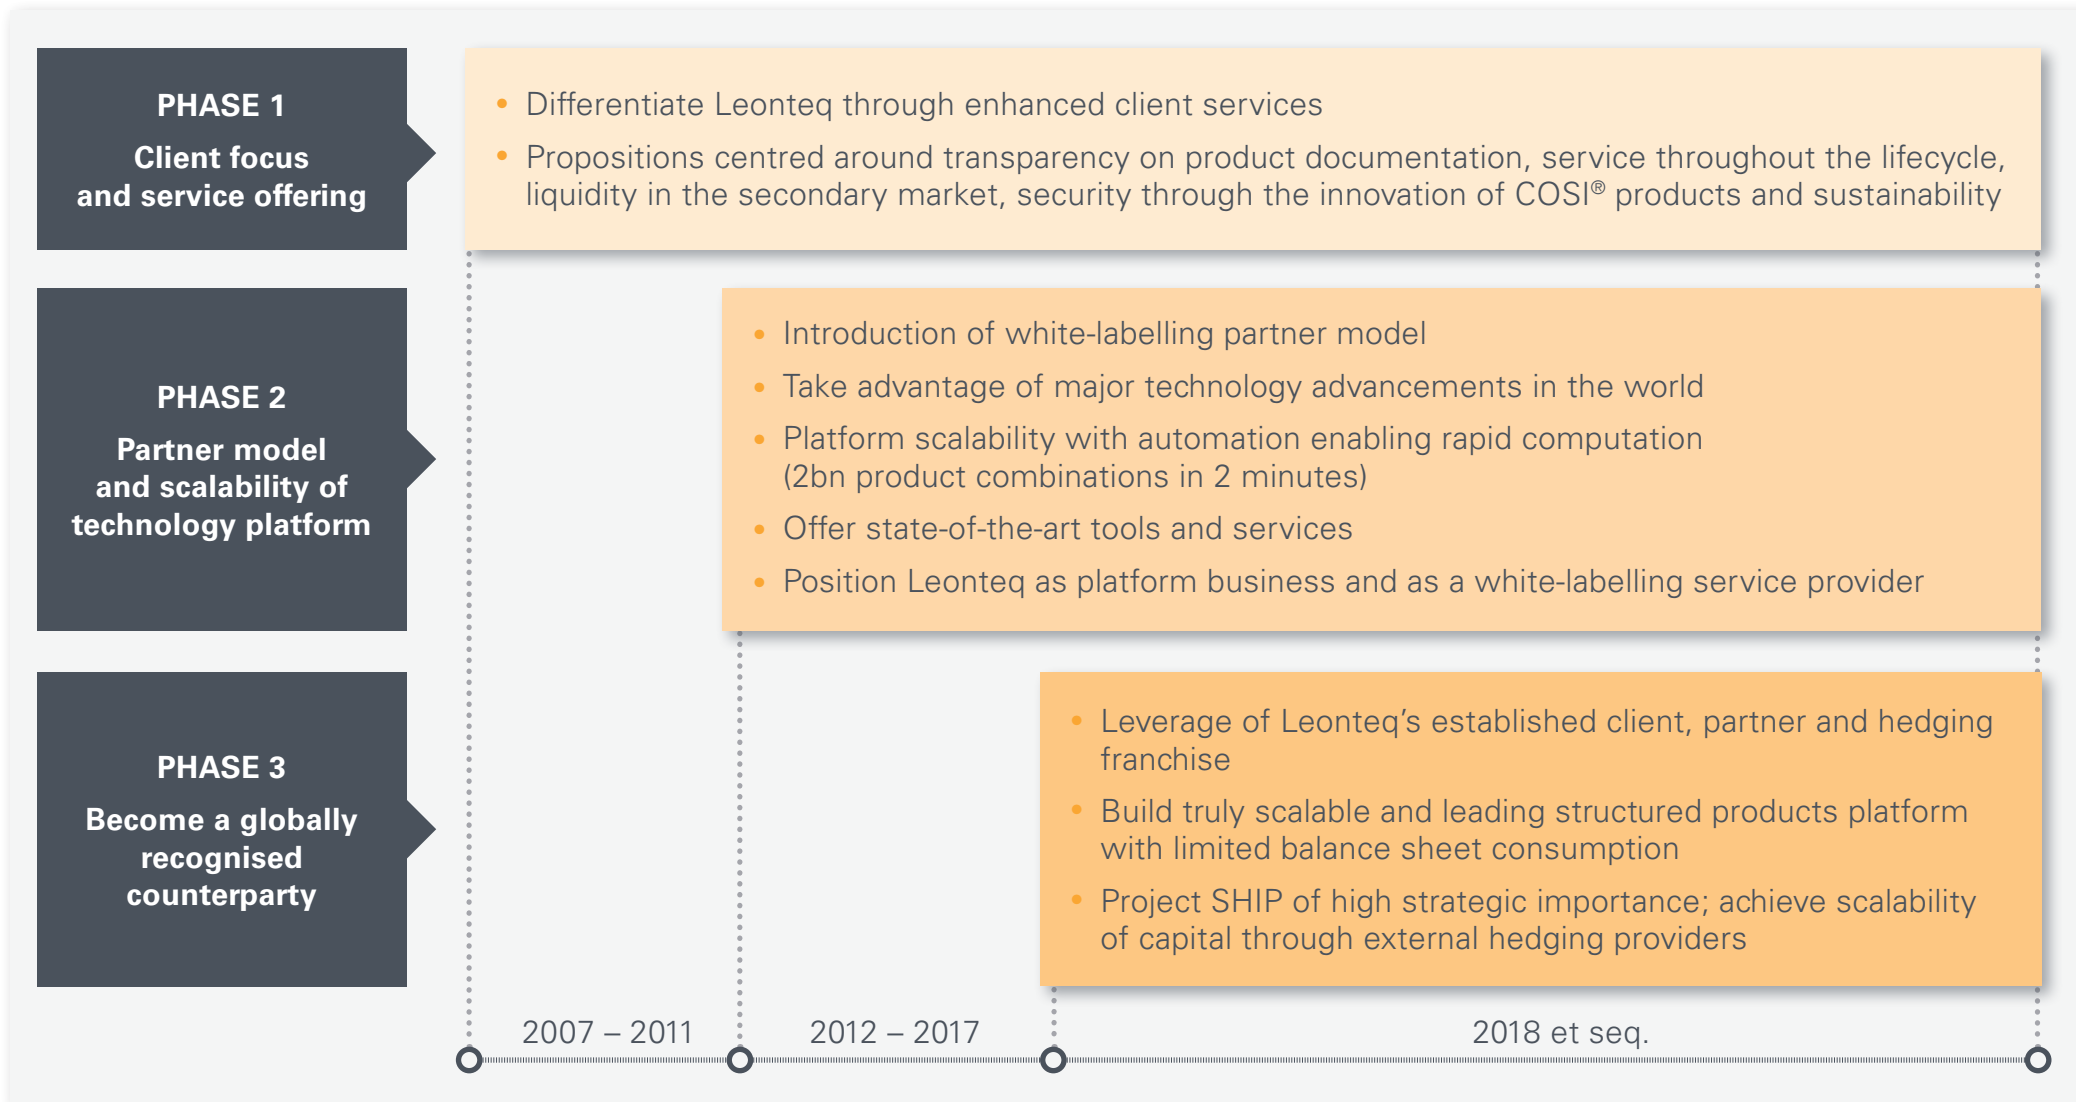 PHASE 1
Client focus
and service offering
• Differentiate Leonteq through enhanced client services
• Propositions centred around transparency on product documentation, service throughout the lifecycle,
liquidity in the secondary market, security through the innovation of COSI® products and sustainability
PHASE 2
Partner model
and scalability of
technology platform
• Introduction of white-labelling partner model
• Take advantage of major technology advancements in the world
• Platform scalability with automation enabling rapid computation
(2bn product combinations in 2 minutes)
• Offer state-of-the-art tools and services
• Position Leonteq as platform business and as a white-labelling service provider
PHASE 3
Become a globally
recognised
counterparty
• Leverage of Leonteq’s established client, partner and hedging
franchise
• Build truly scalable and leading structured products platform
with limited balance sheet consumption
• Project SHIP of high strategic importance; achieve scalability
of capital through external hedging providers
2007 – 2011
2012 – 2017
2018 et seq.